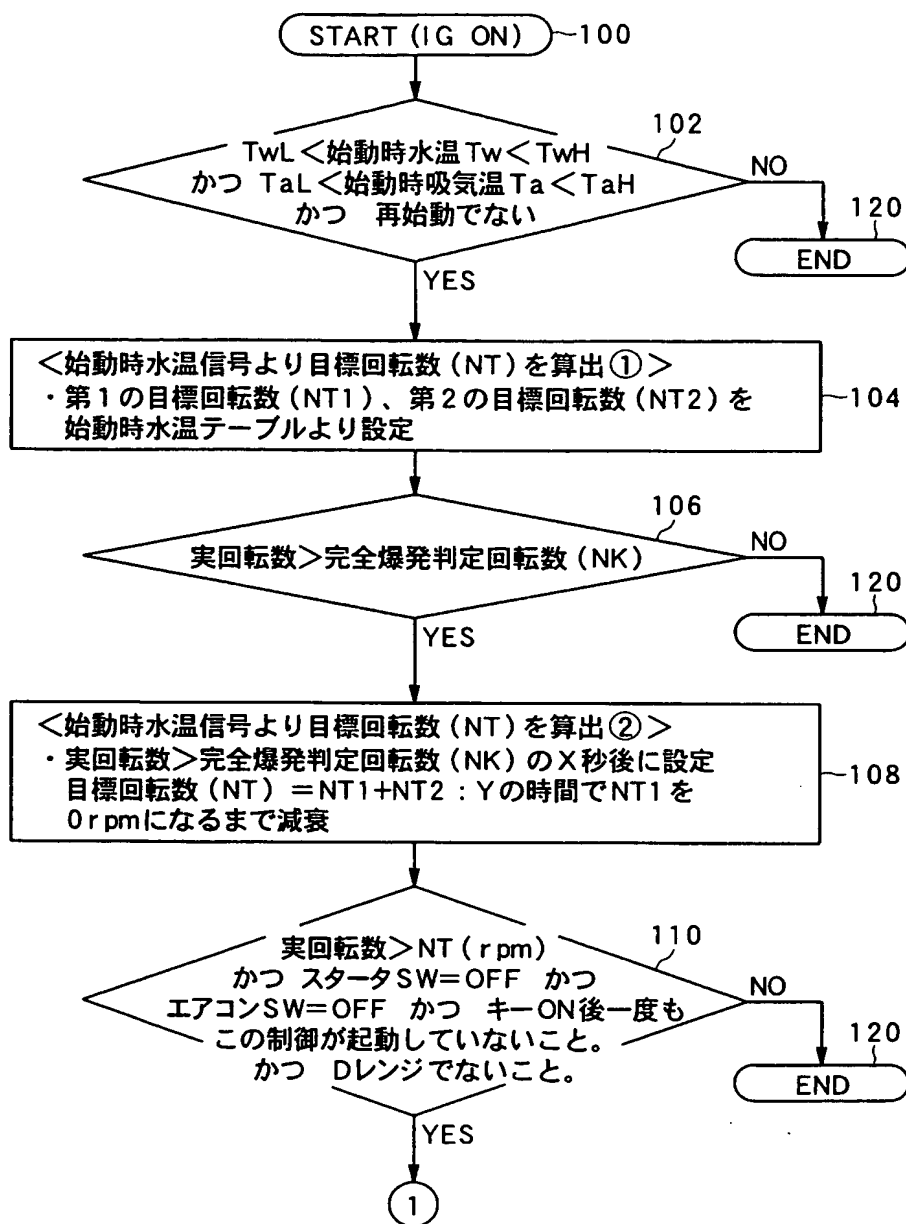 START(IG ON)
100
102
TwL＜始動時水温Tw＜TwH
かつ TaL＜始動時吸気温Ta＜TaH
かつ 再始動でない
NO
120
END
YES
＜始動時水温信号より目標回転数(NT)を算出①＞
・第1の目標回転数(NT1)、第2の目標回転数(NT2)を
始動時水温テーブルより設定
104
106
実回転数＞完全爆発判定回転数(NK)
NO
120
END
YES
＜始動時水温信号より目標回転数(NT)を算出②＞
・実回転数＞完全爆発判定回転数(NK)のX秒後に設定
目標回転数(NT)＝NT1+NT2：Yの時間でNT1を
0rpmになるまで減衰
108
110
実回転数＞NT(rpm)
かつ スタータSW=OFF かつ
エアコンSW=OFF かつ キーON後一度も
この制御が起動していないこと。
かつ Dレンジでないこと。
NO
120
END
YES
1